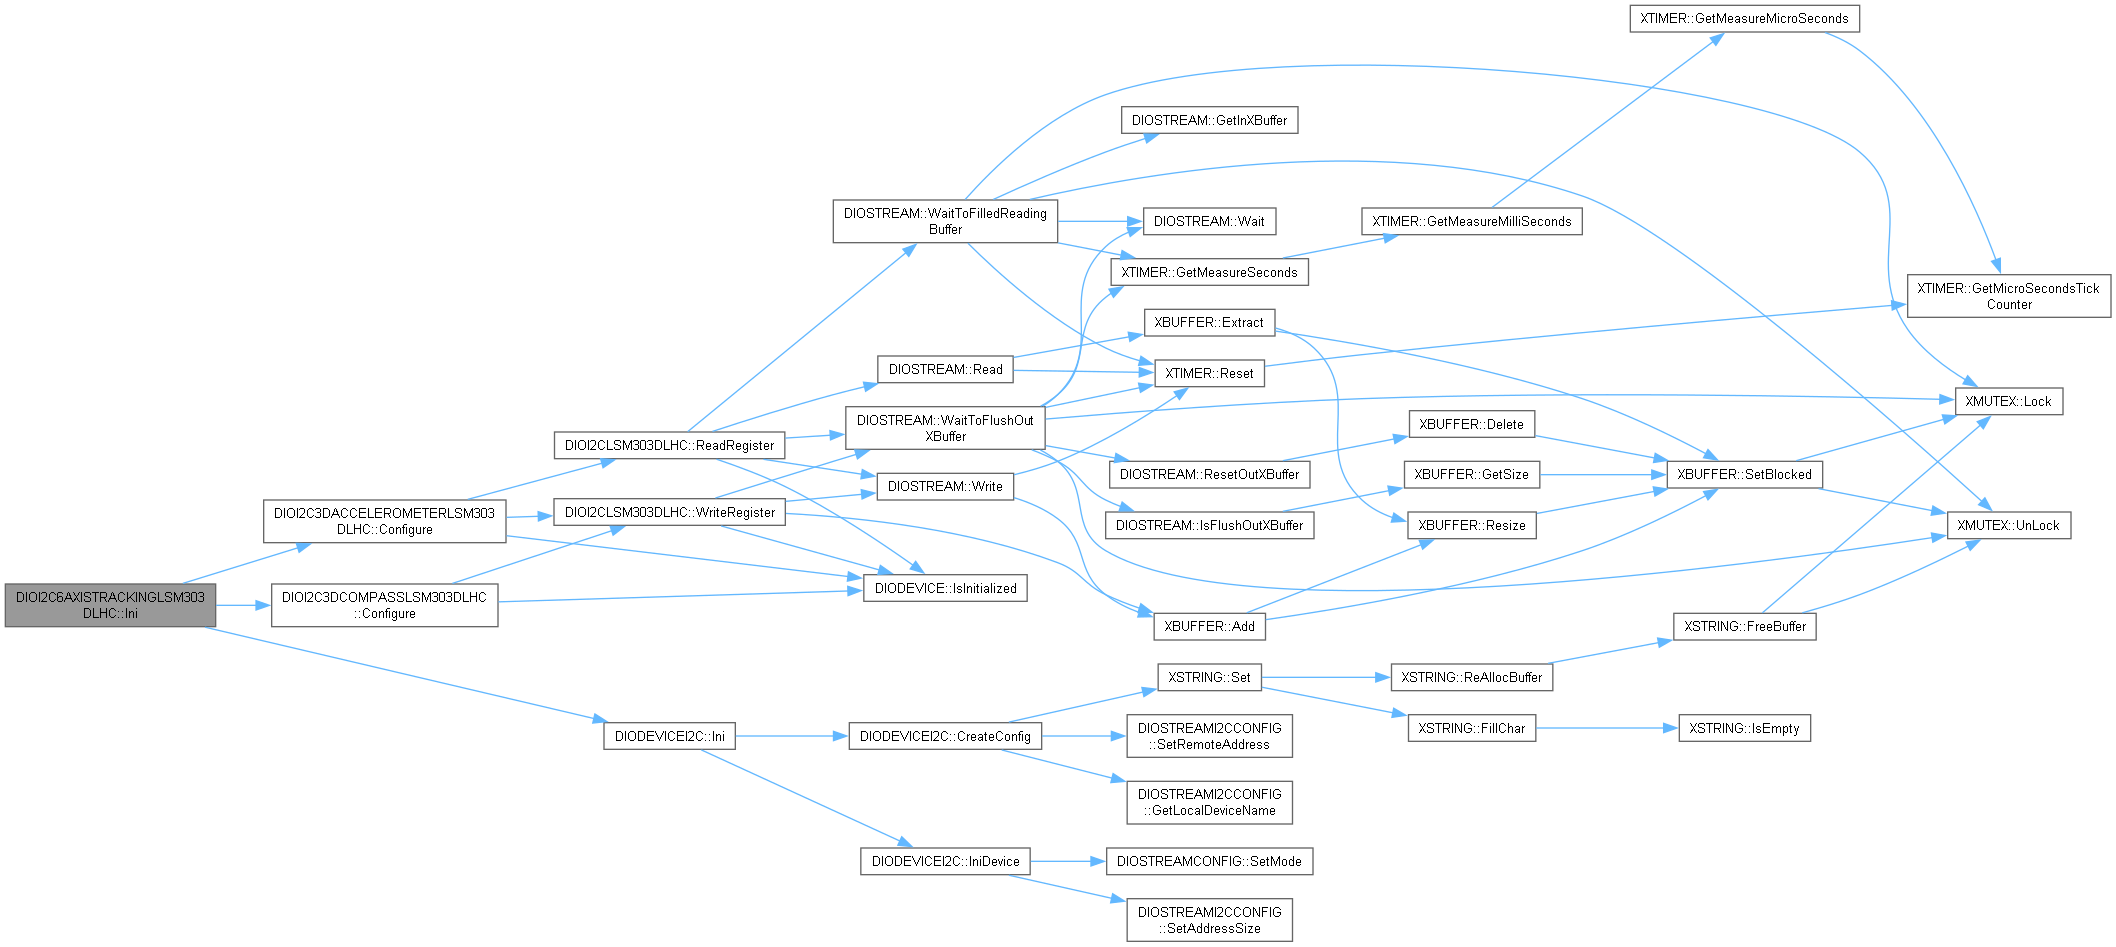 XTIMER::GetMeasureMicroSeconds
DIOSTREAM::GetInXBuffer
DIOSTREAM::WaitToFilledReading
Buffer
DIOSTREAM::Wait
XTIMER::GetMeasureMilliSeconds
XTIMER::GetMeasureSeconds
XTIMER::GetMicroSecondsTick
Counter
XBUFFER::Extract
DIOSTREAM::Read
XTIMER::Reset
XMUTEX::Lock
DIOSTREAM::WaitToFlushOut
XBuffer
XBUFFER::Delete
DIOI2CLSM303DLHC::ReadRegister
DIOSTREAM::ResetOutXBuffer
XBUFFER::GetSize
XBUFFER::SetBlocked
DIOSTREAM::Write
DIOI2C3DACCELEROMETERLSM303
DLHC::Configure
DIOI2CLSM303DLHC::WriteRegister
DIOSTREAM::IsFlushOutXBuffer
XBUFFER::Resize
XMUTEX::UnLock
DIODEVICE::IsInitialized
DIOI2C6AXISTRACKINGLSM303
DLHC::Ini
DIOI2C3DCOMPASSLSM303DLHC
::Configure
XBUFFER::Add
XSTRING::FreeBuffer
XSTRING::Set
XSTRING::ReAllocBuffer
DIODEVICEI2C::Ini
DIODEVICEI2C::CreateConfig
DIOSTREAMI2CCONFIG
::SetRemoteAddress
XSTRING::FillChar
XSTRING::IsEmpty
DIOSTREAMI2CCONFIG
::GetLocalDeviceName
DIODEVICEI2C::IniDevice
DIOSTREAMCONFIG::SetMode
DIOSTREAMI2CCONFIG
::SetAddressSize